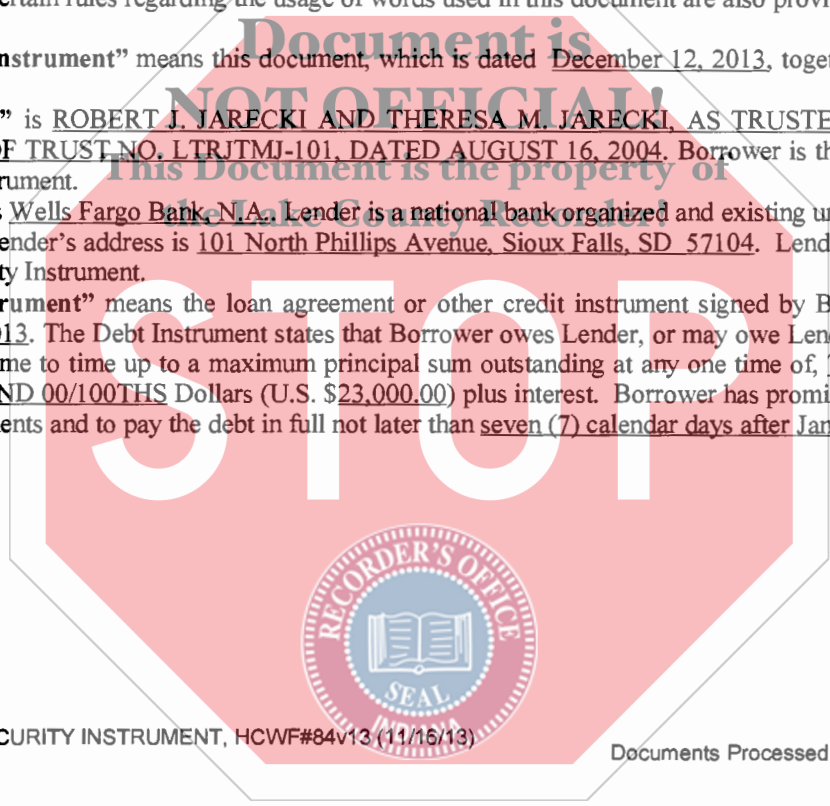 ertain rules regarding the usage of words used in this document are also provi
Document is
nstrument” means this document, which is dated December 12, 2013, toget
NOT OFFICIAL!
” is ROBERT J. JARECKI AND THERESA M. JARECKI, AS TRUSTE
OF TRUST NO. LTRJTMJ-101, DATED AUGUST 16, 2004. Borrower is th
This Document is the property of
rument.
the Lake County Recorder!
s Wells Fargo Bank, N.A.. Lender is a national bank organized and existing un
ender’s address is 101 North Phillips Avenue, Sioux Falls, SD 57104. Lend
ty Instrument.
rument” means the loan agreement or other credit instrument signed by B
13. The Debt Instrument states that Borrower owes Lender, or may owe Len
me to time up to a maximum principal sum outstanding at any one time of,
ND 00/100THS Dollars (U.S. $23,000.00) plus interest. Borrower has promi
ents and to pay the debt in full not later than seven (7) calendar days after Jan
STOP
RECORDER'S OFFICE
SEAL
INDIANA
CURITY INSTRUMENT, HCWF#84v13 (11/16/13)
Documents Processed